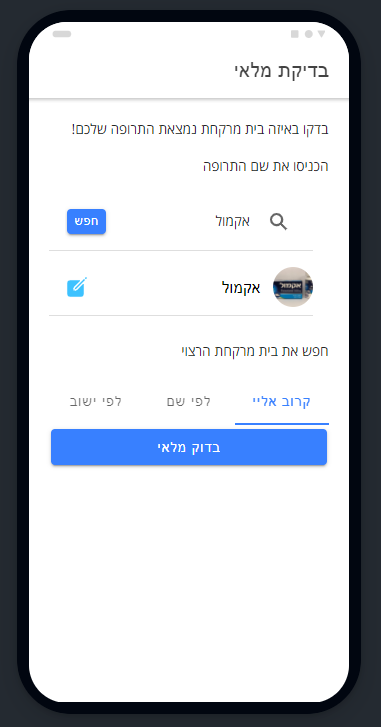 בדיקת מלאי
בדקו באיזה בית מרקחת נמצאת התרופה שלכם!
הכניסו את שם התרופה
אקמול
חפש
אקמול
אקמול
חפש את בית מרקחת הרצוי
קרוב אליי
לפי שם
לפי ישוב
בדוק מלאי